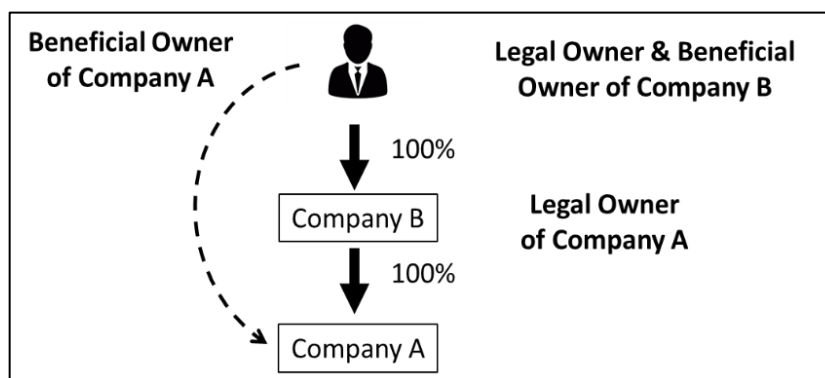 Beneficial Owner
of Company A
Legal Owner & Beneficial
Owner of Company B
100%
Company B
Legal Owner
of Company A
100%
Company A